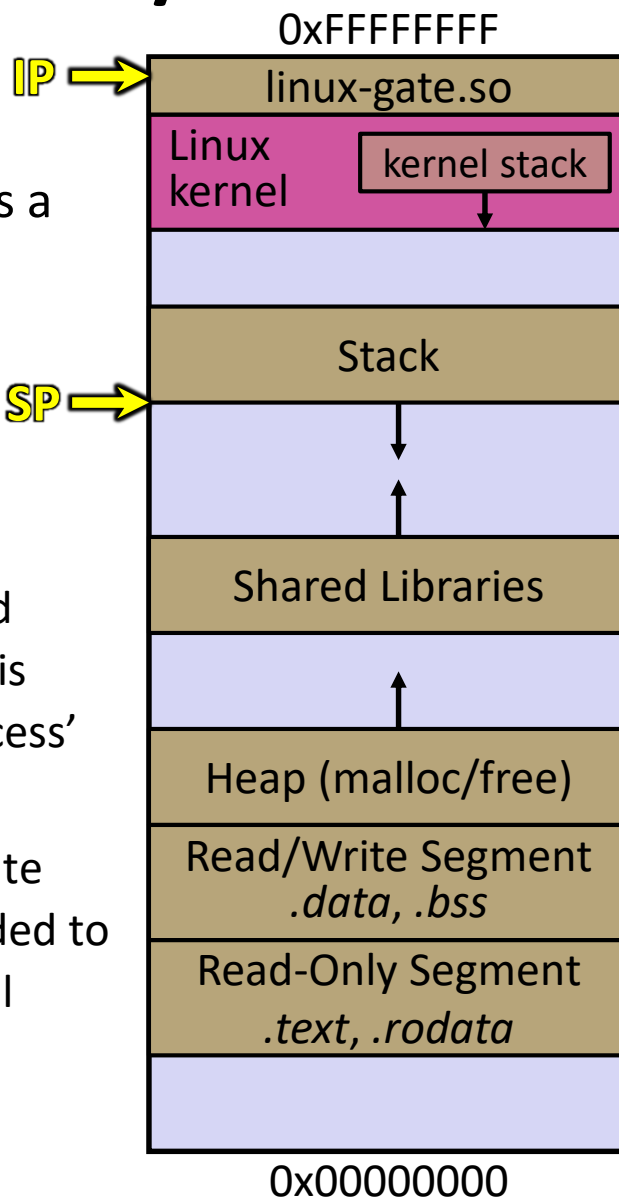 0xFFFFFFFF
IP
linux-gate.so
Linux
kernel
kernel stack
s a
Stack
SP
Shared Libraries
d
is
cess’
Heap (malloc/free)
Read/Write Segment
.data, .bss
te
ded to
l
Read-Only Segment
.text, .rodata
0x00000000